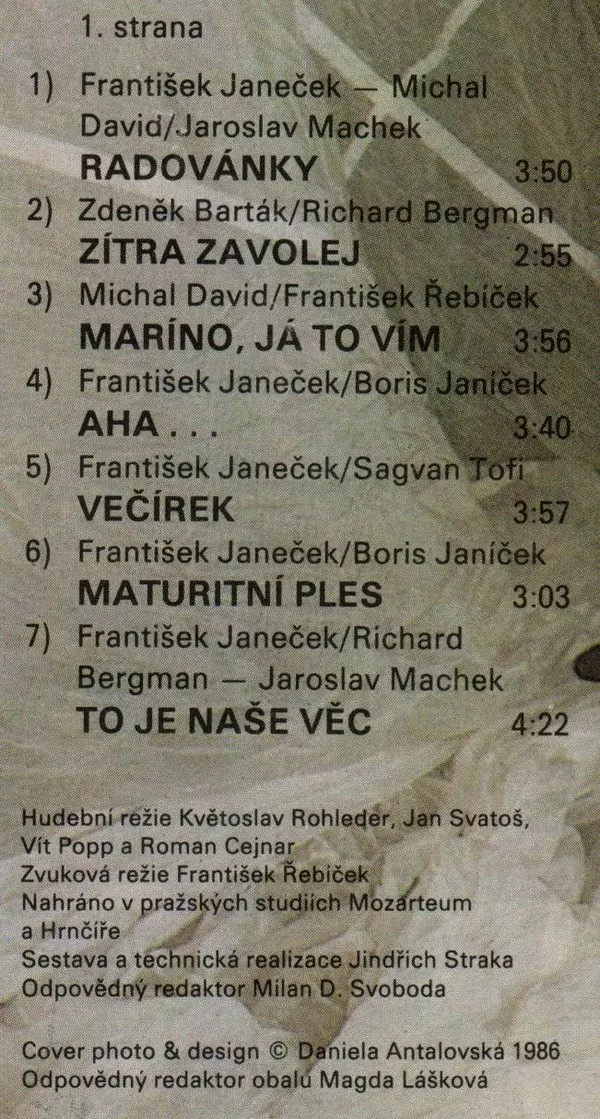 1. strana
1) František Janeček — Michal
David/Jaroslav Machek
RADOVÁNKY 3:50
2) Zdeněk Barták/Richard Bergman
ZÍTRA ZAVOLEJ 2:55
3) Michal David/František Řebíček
MARÍNO, JÁ TO VÍM 3:56
4) František Janeček/Boris Janíček
AHA . . . 3:40
5) František Janeček/Sagvan Tofi
VEČÍREK 3:57
6) František Janeček/Boris Janíček
MATURITNÍ PLES 3:03
7) František Janeček/Richard
Bergman — Jaroslav Machek
TO JE NAŠE VĚC 4:22
Hudební režie Květoslav Rohleder, Jan Svatoš,
Vít Popp a Roman Cejnar
Zvuková režie František Řebíček
Nahráno v pražských studiích Mozarteum
a Hrnčíře
Sestava a technická realizace Jindřich Straka
Odpovědný redaktor Milan D. Svoboda
Cover photo & design © Daniela Antalovská 1986
Odpovědný redaktor obalu Magda Lášková